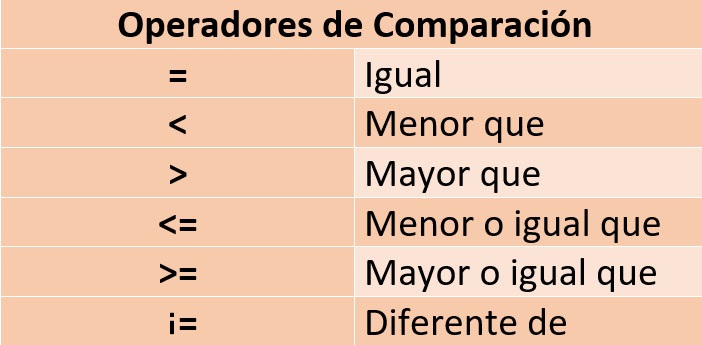 Operadores de Comparación
= Igual
< Menor que
> Mayor que
<= Menor o igual que
>= Mayor o igual que
¡= Diferente de